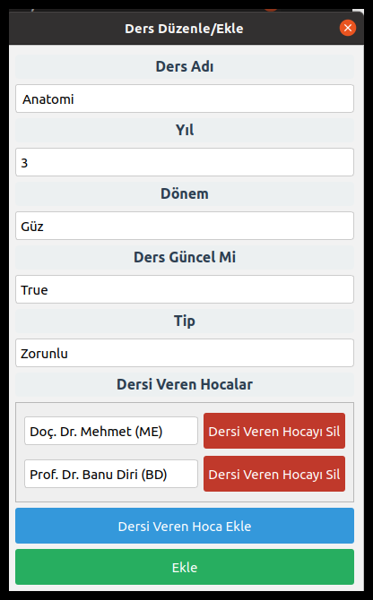 Ders Düzenle/Ekle
Ders Adı
Anatomi
Yıl
3
Dönem
Güz
Ders Güncel Mi
True
Tip
Zorunlu
Dersi Veren Hocalar
Doç. Dr. Mehmet (ME) Dersi Veren Hocayı Sil
Prof. Dr. Banu Diri (BD) Dersi Veren Hocayı Sil
Dersi Veren Hoca Ekle
Ekle